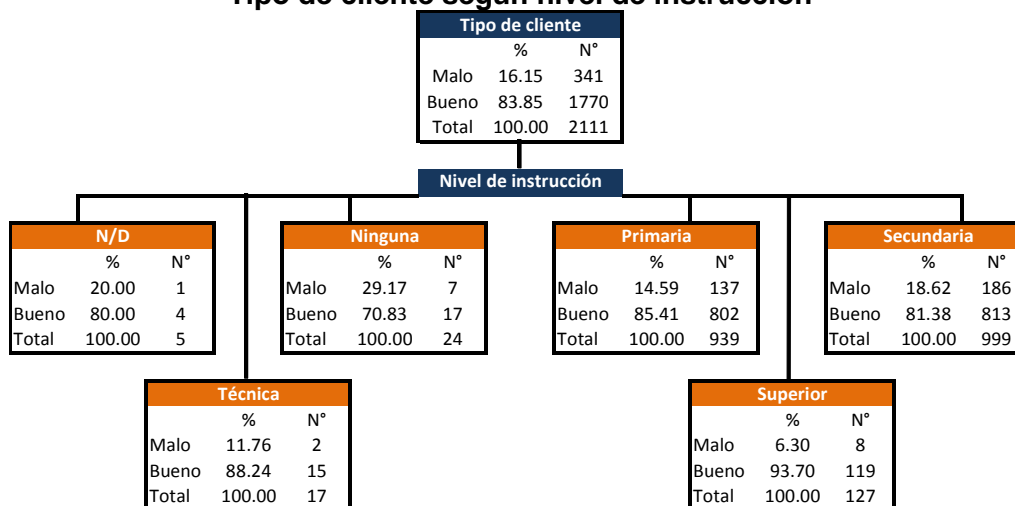 Tipo de cliente según nivel de instrucción
Tipo de cliente
% N°
Malo 16.15 341
Bueno 83.85 1770
Total 100.00 2111
Nivel de instrucción
N/D
% N°
Malo 20.00 1
Bueno 80.00 4
Total 100.00 5
Ninguna
% N°
Malo 29.17 7
Bueno 70.83 17
Total 100.00 24
Primaria
% N°
Malo 14.59 137
Bueno 85.41 802
Total 100.00 939
Secundaria
% N°
Malo 18.62 186
Bueno 81.38 813
Total 100.00 999
Técnica
% N°
Malo 11.76 2
Bueno 88.24 15
Total 100.00 17
Superior
% N°
Malo 6.30 8
Bueno 93.70 119
Total 100.00 127